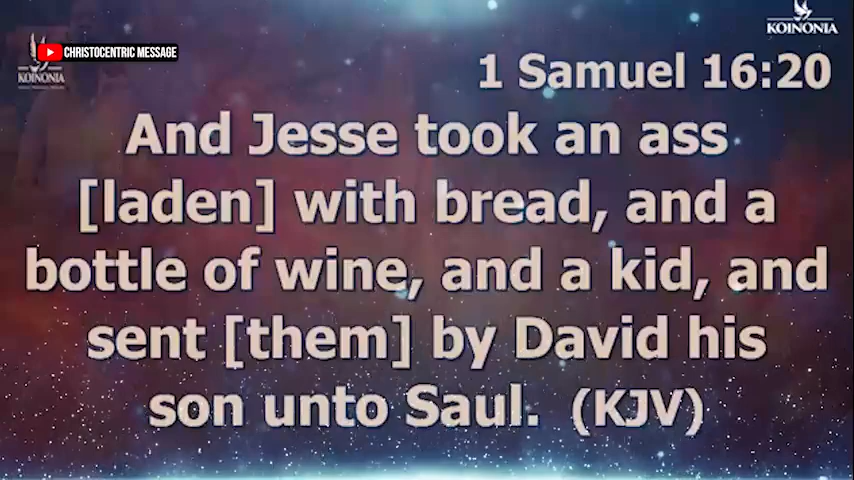 CHRISTOCENTRIC MESSAGE
KOINONIA
KOINONIA
1 Samuel 16:20
And Jesse took an ass
[laden] with bread, and a
bottle of wine, and a kid, and
sent [them] by David his
son unto Saul. (KJV)